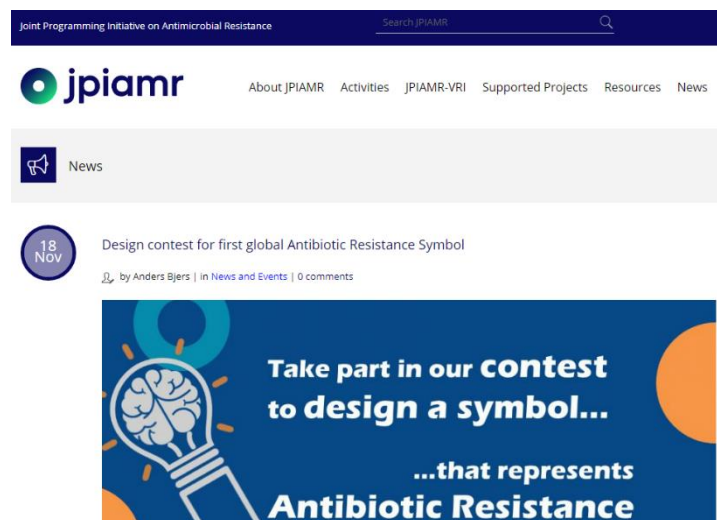 Joint Programming Initiative on Antimicrobial Resistance
Search JPIAMR
jpiamr
About JPIAMR Activities JPIAMR-VRI Supported Projects Resources News
News
18
Nov
Design contest for first global Antibiotic Resistance Symbol
by Anders Bjers | in News and Events | 0 comments
Take part in our contest
to design a symbol...
...that represents
Antibiotic Resistance